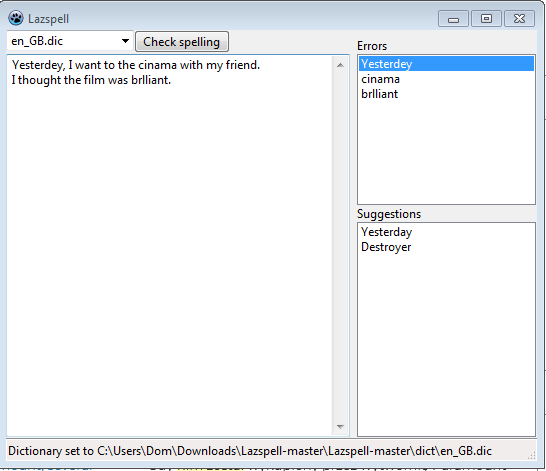 Lazspell
en_GB.dic
Check spelling
Yesterdey, I want to the cinama with my friend.
I thought the film was brlliant.
Errors
Yesterdey
cinama
brlliant
Suggestions
Yesterday
Destroyer
Dictionary set to C:\Users\Dom\Downloads\Lazspell-master\Lazspell-master\dict\en_GB.dic